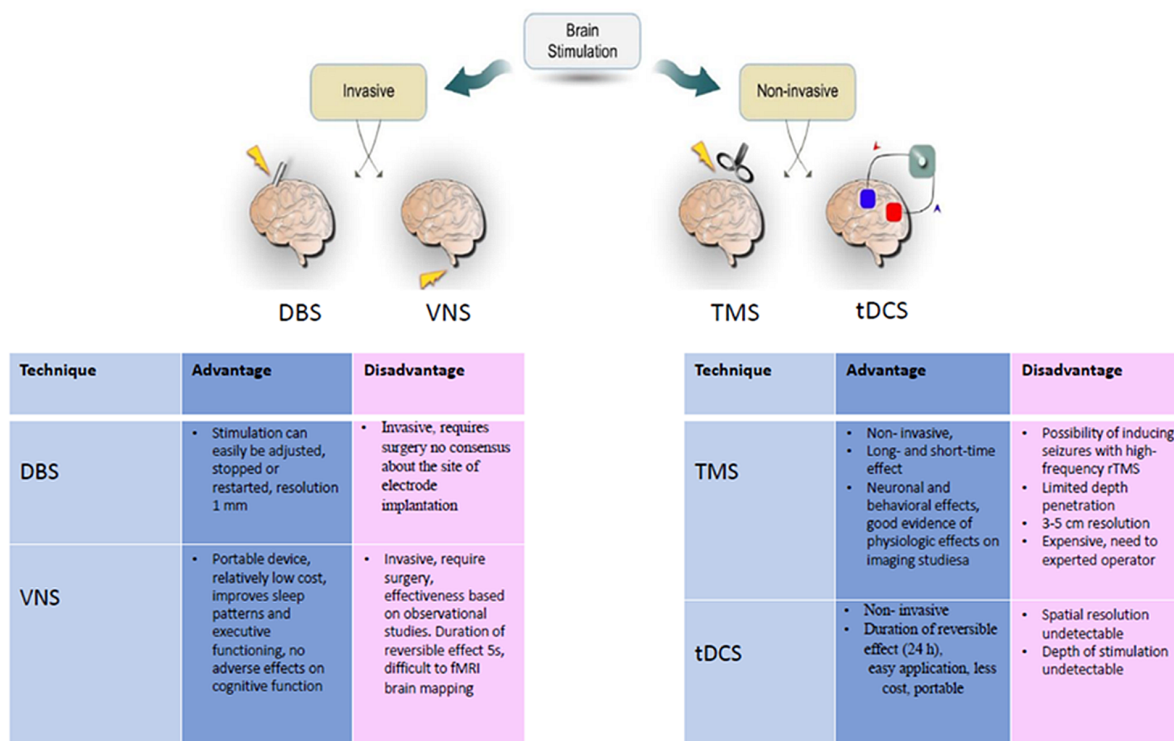 Brain
Stimulation
Invasive
Non-invasive
DBS
VNS
TMS
tDCS
Technique
Advantage
Disadvantage
DBS
• Stimulation can
easily be adjusted,
stopped or
restarted, resolution
1 mm
• Invasive, requires
surgery no consensus
about the site of
electrode
implantation
VNS
• Portable device,
relatively low cost,
improves sleep
patterns and
executive
functioning, no
adverse effects on
cognitive function
• Invasive, require
surgery,
effectiveness based
on observational
studies. Duration of
reversible effect 5s,
difficult to fMRI
brain mapping
Technique
Advantage
Disadvantage
TMS
• Non- invasive,
• Long- and short-time
effect
• Neuronal and
behavioral effects,
good evidence of
physiologic effects on
imaging studiesa
• Possibility of inducing
seizures with high-
frequency rTMS
• Limited depth
penetration
• 3-5 cm resolution
• Expensive, need to
experted operator
tDCS
• Non- invasive
• Duration of reversible
effect (24 h),
easy application, less
cost, portable
• Spatial resolution
undetectable
• Depth of stimulation
undetectable